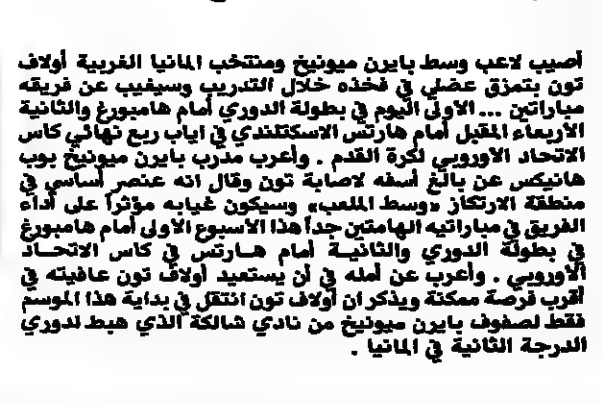 أصيب لاعب وسط بايرن ميونيخ ومنتخب المانيا الغربية أولاف
تون بتمزق عضلي في فخذه خلال التدريب وسيغيب عن فريقه
مباراتين ... الاولى اليوم في بطولة الدوري أمام هامبورغ والثانية
الأربعاء المقبل أمام هارتس الاسكتلندي في اياب ربع نهائي كاس
الاتحاد الأوروبي لكرة القدم . وأعرب مدرب بايرن ميونيخ يوب
هانيكس عن بالغ أسفه لاصابة تون وقال انه عنصر أساسي في
منطقة الارتكاز «وسط الملعب» وسيكون غيابه مؤثراً على أداء
الفريق في مباراتيه الهامتين جداً هذا الأسبوع الأولى أمام هامبورغ
في بطولة الدوري والثانيـة أمام هـارتس في كاس الاتحـاد
الأوروبي . وأعرب عن أمله في أن يستعيد أولاف تون عافيته في
أقرب فرصة ممكنة ويذكر ان أولاف تون انتقل في بداية هذا الموسم
فقط لصفوف بايرن ميونيخ من نادي شالكة الذي هبط لدوري
الدرجة الثانية في المانيا .